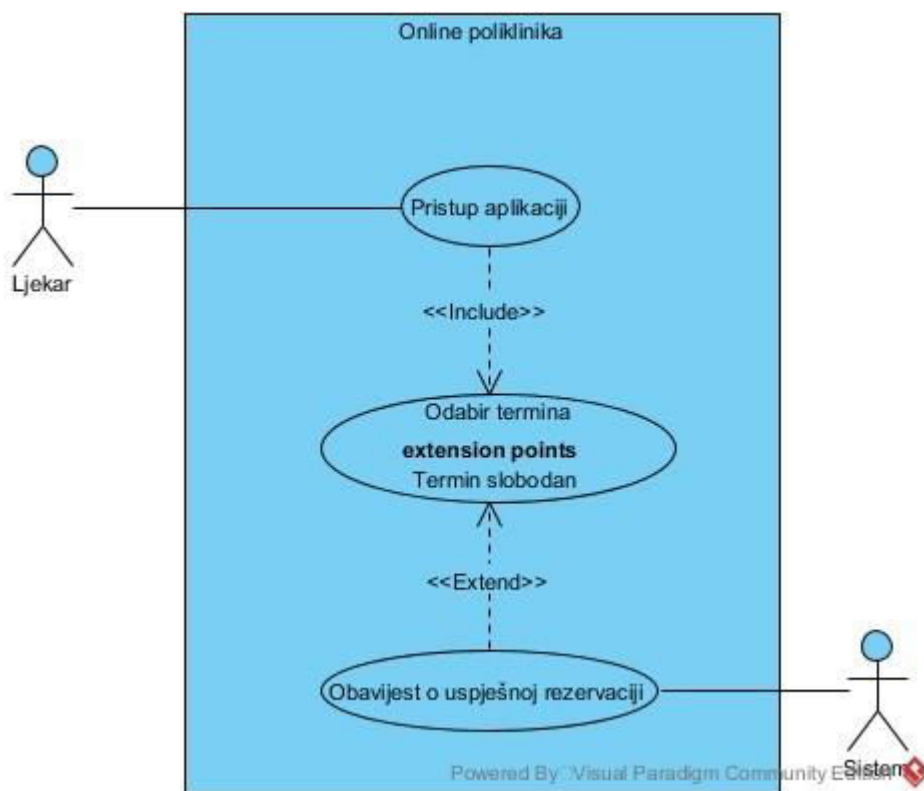 Online poliklinika
Pristup aplikaciji
Ljekar
<<Include>>
Odabir termina
extension points
Termin slobodan
<<Extend>>
Obavijest o uspješnoj rezervaciji
Sistem
Powered By Visual Paradigm Community Edition